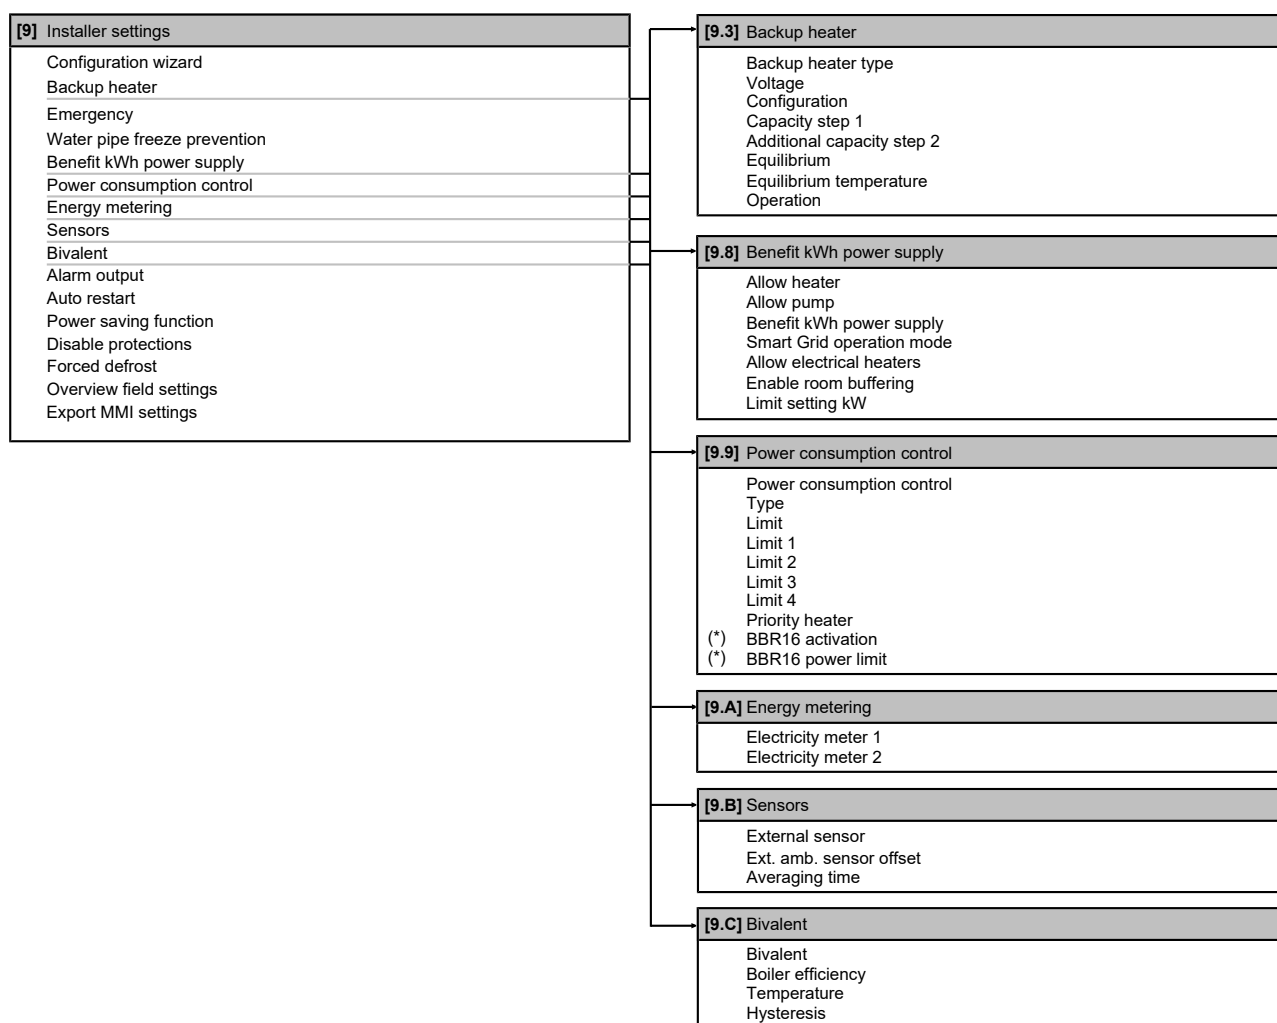 [9] Installer settings
Configuration wizard
Backup heater
Emergency
Water pipe freeze prevention
Benefit kWh power supply
Power consumption control
Energy metering
Sensors
Bivalent
Alarm output
Auto restart
Power saving function
Disable protections
Forced defrost
Overview field settings
Export MMI settings
[9.3] Backup heater
Backup heater type
Voltage
Configuration
Capacity step 1
Additional capacity step 2
Equilibrium
Equilibrium temperature
Operation
[9.8] Benefit kWh power supply
Allow heater
Allow pump
Benefit kWh power supply
Smart Grid operation mode
Allow electrical heaters
Enable room buffering
Limit setting kW
[9.9] Power consumption control
Power consumption control
Type
Limit
Limit 1
Limit 2
Limit 3
Limit 4
Priority heater
(*) BBR16 activation
(*) BBR16 power limit
[9.A] Energy metering
Electricity meter 1
Electricity meter 2
[9.B] Sensors
External sensor
Ext. amb. sensor offset
Averaging time
[9.C] Bivalent
Bivalent
Boiler efficiency
Temperature
Hysteresis